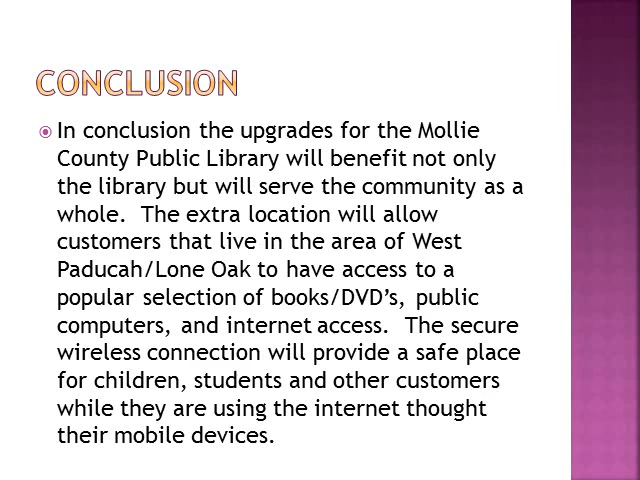 CONCLUSION
In conclusion the upgrades for the Mollie
County Public Library will benefit not only
the library but will serve the community as a
whole.  The extra location will allow
customers that live in the area of West
Paducah/Lone Oak to have access to a
popular selection of books/DVD’s, public
computers, and internet access.  The secure
wireless connection will provide a safe place
for children, students and other customers
while they are using the internet thought
their mobile devices.